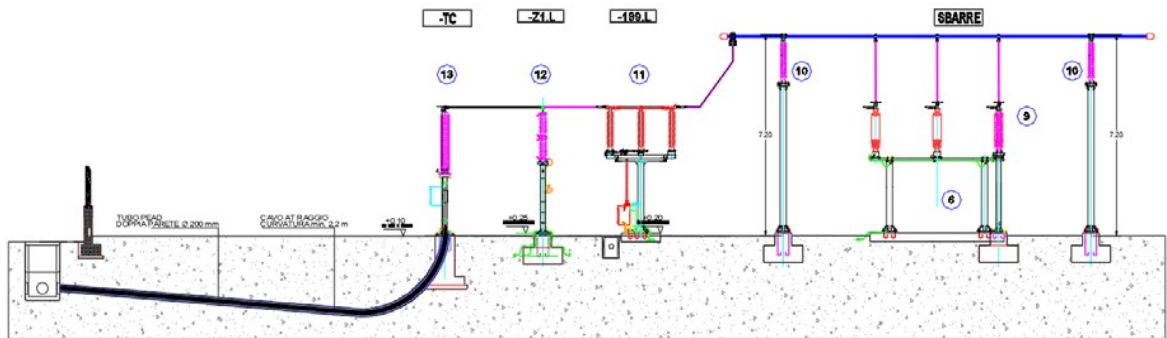 -TC
-Z1.L
-189.L
SBARRE
13
12
11
10
10
9
7.20
7.20
6
TUBO PEAD
DOPPIA PARETE Ø 200 mm
CAVO AT RAGGIO
CURVATURA min. 2,2 m
+0.10
+0.25
+0.20